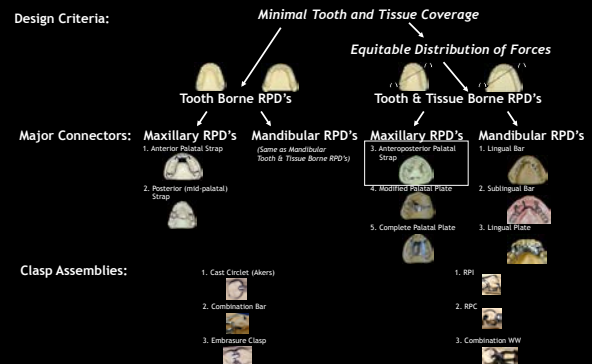 Design Criteria:
Minimal Tooth and Tissue Coverage
Equitable Distribution of Forces
Tooth Borne RPD's
Tooth & Tissue Borne RPD's
Major Connectors:
Maxillary RPD's
Mandibular RPD's
Maxillary RPD's
Mandibular RPD's
1. Anterior Palatal Strap
(Same as Mandibular
Tooth & Tissue Borne RPD's)
3. Anteroposterior Palatal
Strap
1. Lingual Bar
2. Posterior (mid-palatal)
Strap
4. Modified Palatal Plate
2. Sublingual Bar
5. Complete Palatal Plate
3. Lingual Plate
Clasp Assemblies:
1. Cast Circlet (Akers)
1. RPI
2. Combination Bar
2. RPC
3. Embrasure Clasp
3. Combination WW